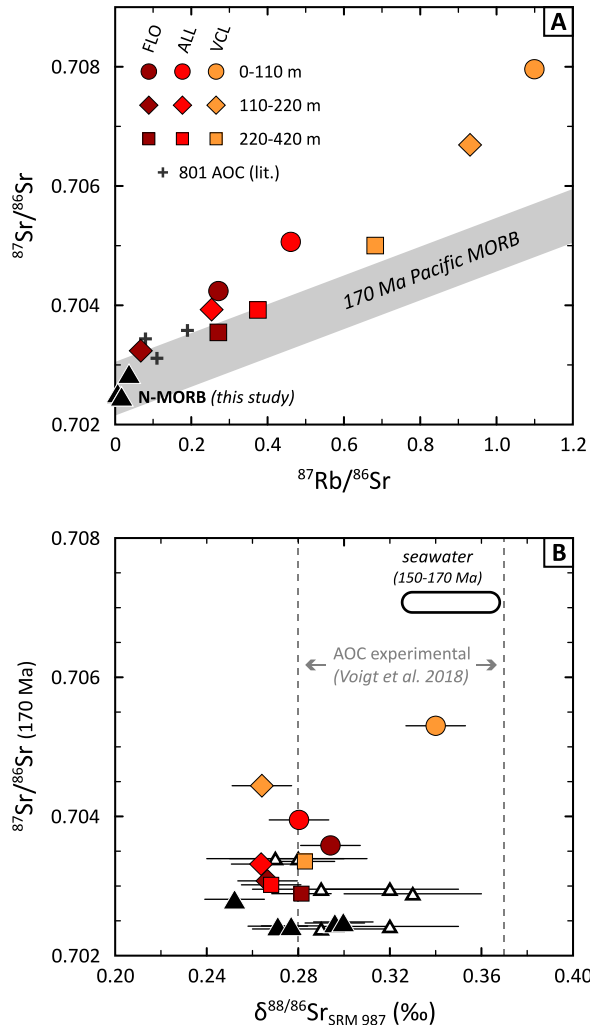 A
FLO ALL VCL
0-110 m
110-220 m
220-420 m
801 AOC (lit.)
170 Ma Pacific MORB
N-MORB (this study)
0.708
0.706
0.704
0.702
⁸⁷Sr/⁸⁶Sr
0 0.2 0.4 0.6 0.8 1.0 1.2
⁸⁷Rb/⁸⁶Sr
B
seawater
(150-170 Ma)
AOC experimental
(Voigt et al. 2018)
0.708
0.706
0.704
0.702
⁸⁷Sr/⁸⁶Sr (170 Ma)
0.20 0.24 0.28 0.32 0.36 0.40
δ⁸⁸/⁸⁶Sr SRM 987 (‰)